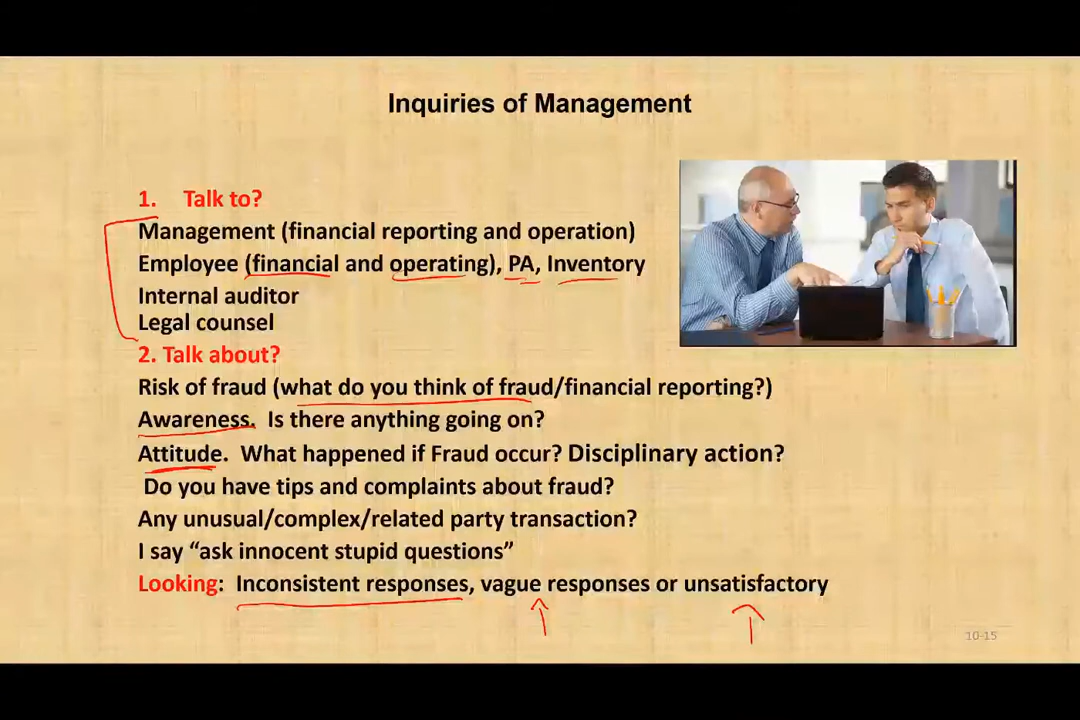 Inquiries of Management
1. Talk to?
Management (financial reporting and operation)
Employee (financial and operating), PA, Inventory
Internal auditor
Legal counsel
2. Talk about?
Risk of fraud (what do you think of fraud/financial reporting?)
Awareness. Is there anything going on?
Attitude. What happened if Fraud occur? Disciplinary action?
Do you have tips and complaints about fraud?
Any unusual/complex/related party transaction?
I say “ask innocent stupid questions”
Looking: Inconsistent responses, vague responses or unsatisfactory
10-15